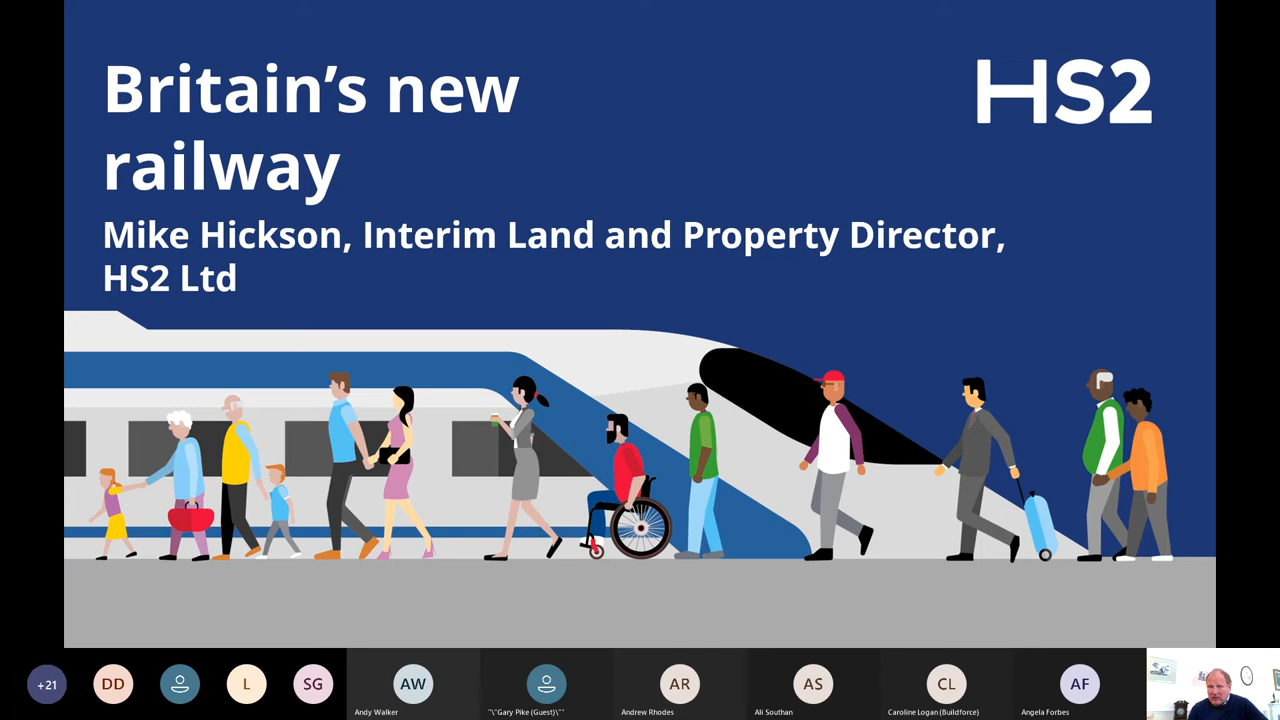 Britain’s new
railway
HS2
Mike Hickson, Interim Land and Property Director,
HS2 Ltd
+21
DD
L
SG
AW
Andy Walker
"\"Gary Pike (Guest)\""
AR
Andrew Rhodes
AS
Ali Southan
CL
Caroline Logan (Buildforce)
AF
Angela Forbes